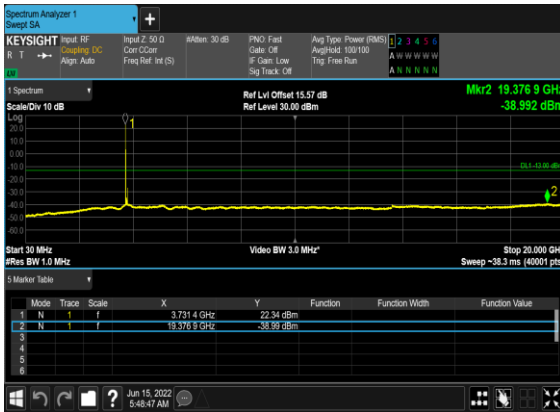 Spectrum Analyzer 1
Swept SA
KEYSIGHT Input: RF Input Z: 50 Ω #Atten: 30 dB PNO: Fast Avg Type: Power (RMS) 1 2 3 4 5 6
R T Coupling: DC Corr CCorr Gate: Off Avg|Hold: 100/100 A W W W W W
Align: Auto Freq Ref: Int (S) IF Gain: Low Trig: Free Run
Sig Track: Off A N N N N N
LW
1 Spectrum Ref Lvl Offset 15.57 dB Mkr2 19.376 9 GHz
Scale/Div 10 dB Ref Level 30.00 dBm -38.992 dBm
Log
1
20.0
10.0
0.00
-10.0
DL1 -13.00 dBm
-20.0
-30.0
2
-40.0
-50.0
-60.0
Start 30 MHz Video BW 3.0 MHz* Stop 20.000 GHz
#Res BW 1.0 MHz Sweep ~38.3 ms (40001 pts)
5 Marker Table
Mode Trace Scale X Y Function Function Width Function Value
1 N 1 f 3.731 4 GHz 22.34 dBm
2 N 1 f 19.376 9 GHz -38.99 dBm
3
4
5
6
? Jun 15, 2022
5:48:47 AM